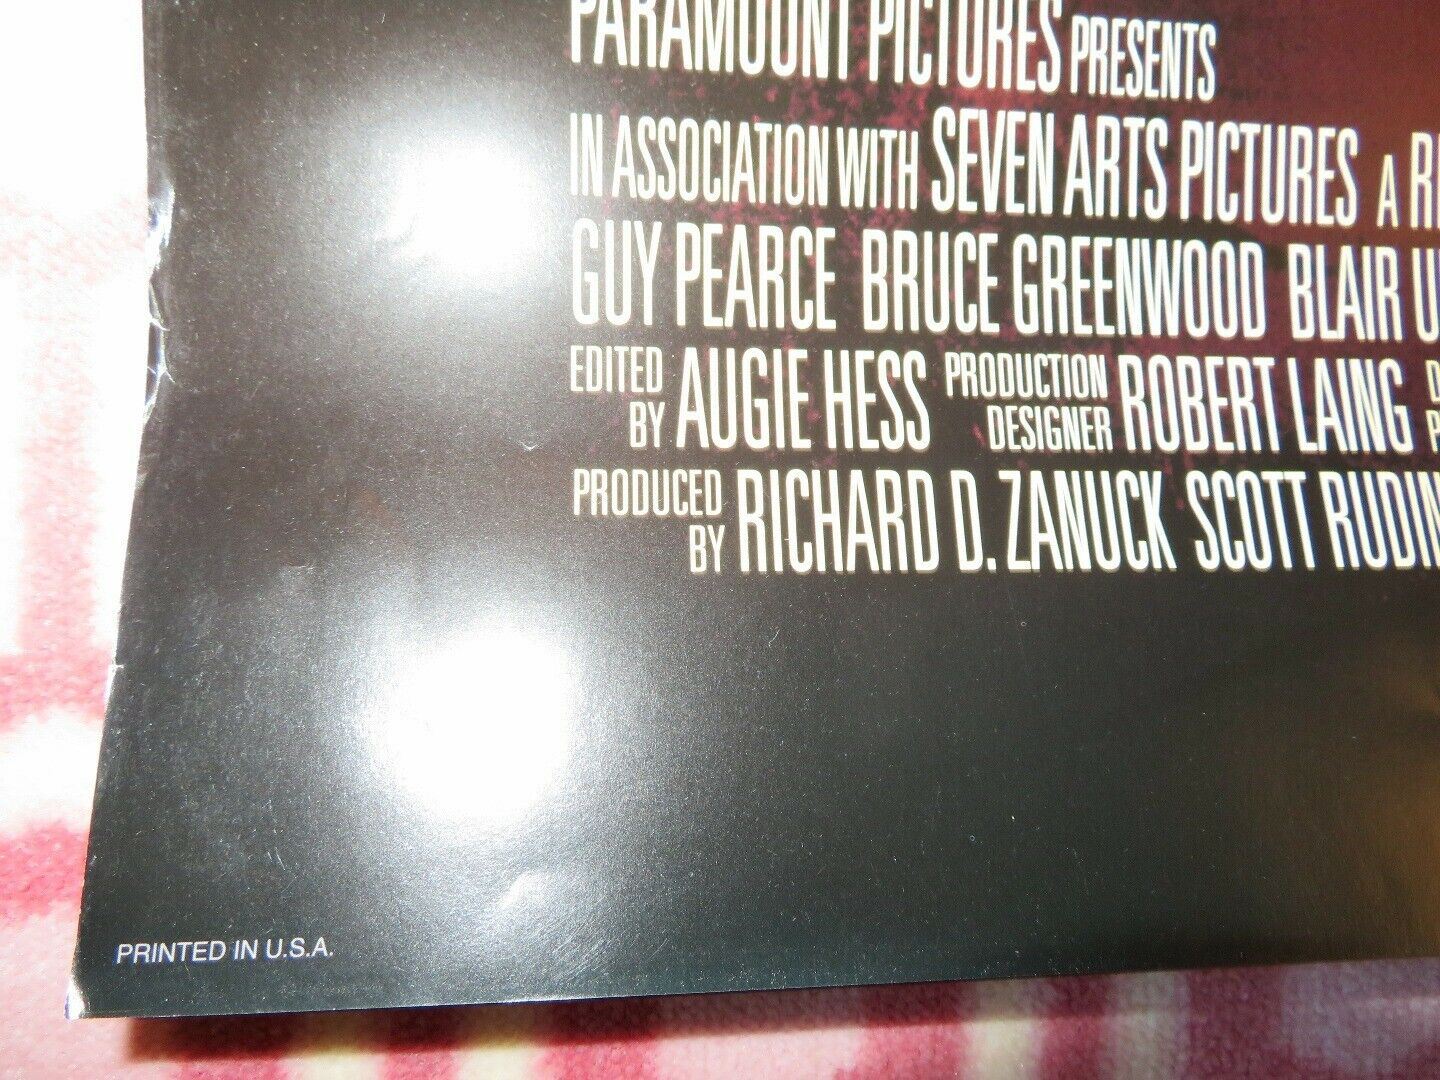 PARAMOUNT PICTURES PRESENTS
IN ASSOCIATION WITH SEVEN ARTS PICTURES A
GUY PEARCE BRUCE GREENWOOD BLAIR
EDITED BY AUGIE HESS PRODUCTION DESIGNER ROBERT LAING
PRODUCED BY RICHARD D. ZANUCK SCOTT RUDIN
PRINTED IN U.S.A.